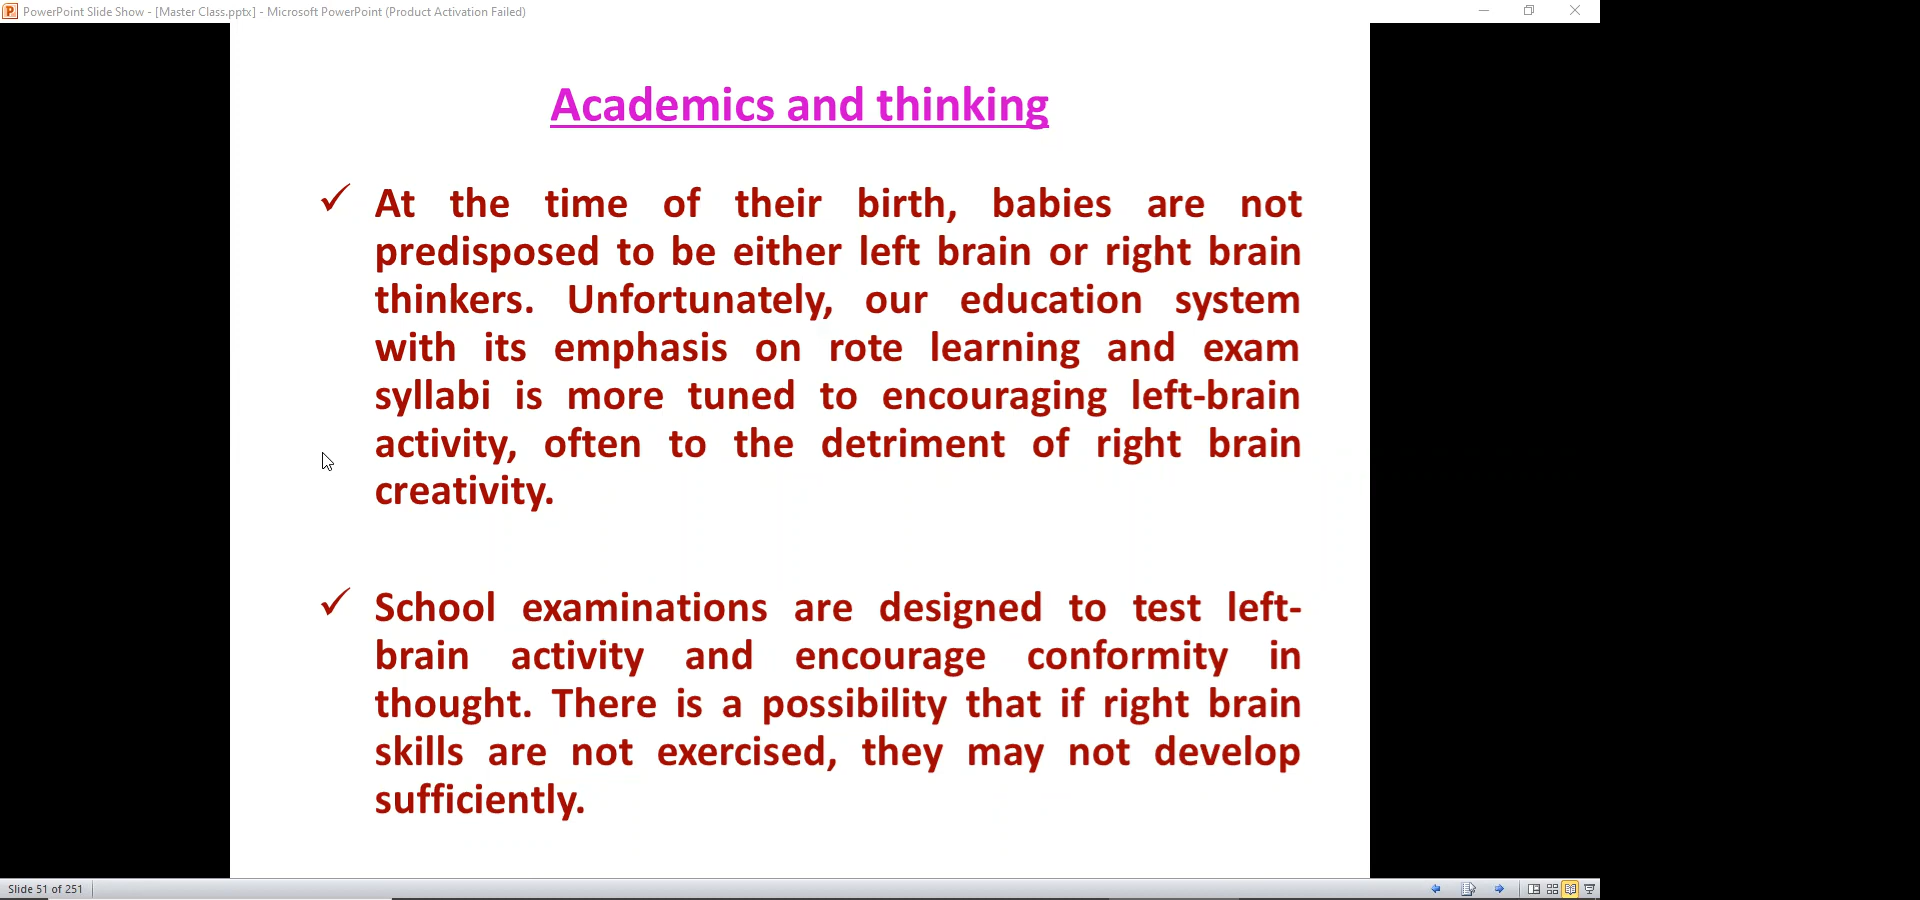 PowerPoint Slide Show - [Master Class.pptx] - Microsoft PowerPoint (Product Activation Failed)
Academics and thinking
✓ At the time of their birth, babies are not
predisposed to be either left brain or right brain
thinkers. Unfortunately, our education system
with its emphasis on rote learning and exam
syllabi is more tuned to encouraging left-brain
activity, often to the detriment of right brain
creativity.
✓ School examinations are designed to test left-
brain activity and encourage conformity in
thought. There is a possibility that if right brain
skills are not exercised, they may not develop
sufficiently.
Slide 51 of 251